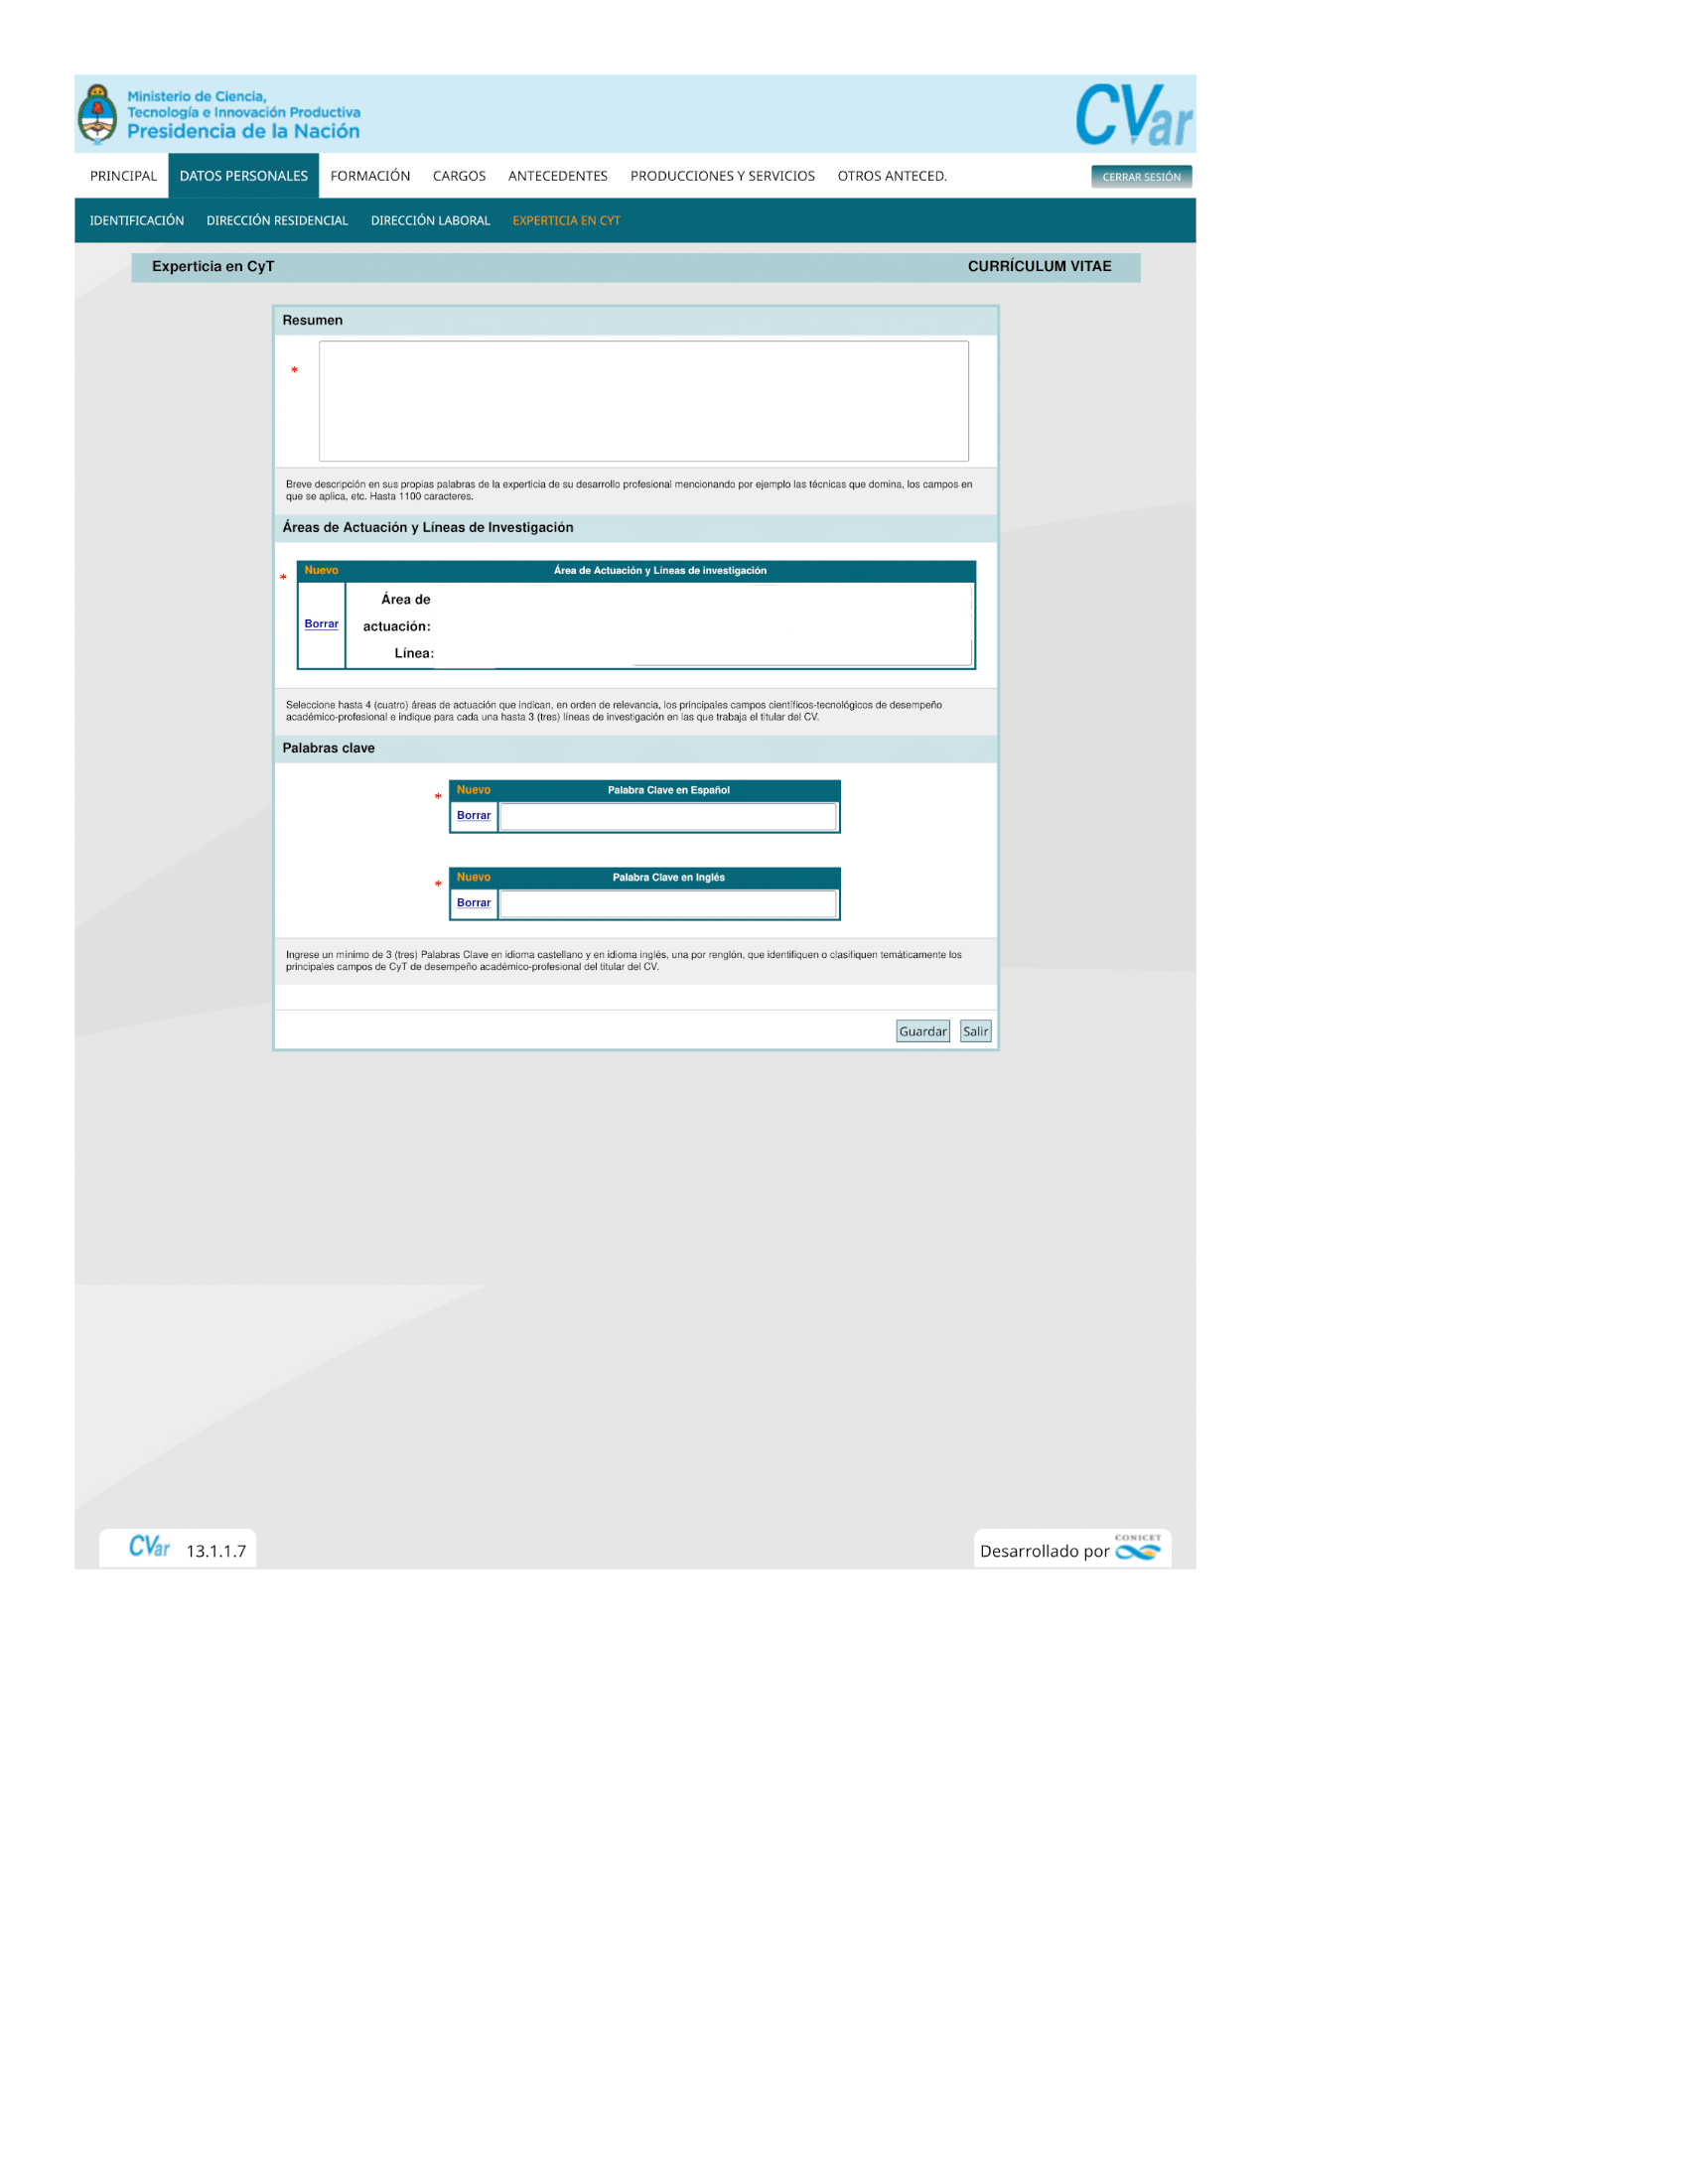 Ministerio de Ciencia,
Tecnología e Innovación Productiva
Presidencia de la Nación
CVar
PRINCIPAL DATOS PERSONALES FORMACIÓN CARGOS ANTECEDENTES PRODUCCIONES Y SERVICIOS OTROS ANTECED. CERRAR SESIÓN
IDENTIFICACIÓN DIRECCIÓN RESIDENCIAL DIRECCIÓN LABORAL EXPERTICIA EN CYT
Experticia en CyT CURRÍCULUM VITAE
Resumen
*
Breve descripción en sus propias palabras de la experticia de su desarrollo profesional mencionando por ejemplo las técnicas que domina, los campos en
que se aplica, etc. Hasta 1100 caracteres.
Áreas de Actuación y Líneas de Investigación
* Nuevo Área de Actuación y Líneas de investigación
Área de
Borrar actuación:
Línea:
Seleccione hasta 4 (cuatro) áreas de actuación que indican, en orden de relevancia, los principales campos científicos-tecnológicos de desempeño
académico-profesional e indique para cada una hasta 3 (tres) líneas de investigación en las que trabaja el titular del CV.
Palabras clave
* Nuevo Palabra Clave en Español
Borrar
* Nuevo Palabra Clave en Inglés
Borrar
Ingrese un mínimo de 3 (tres) Palabras Clave en idioma castellano y en idioma inglés, una por renglón, que identifiquen o clasifiquen temáticamente los
principales campos de CyT de desempeño académico-profesional del titular del CV.
Guardar Salir
CVar 13.1.1.7
Desarrollado por CONICET